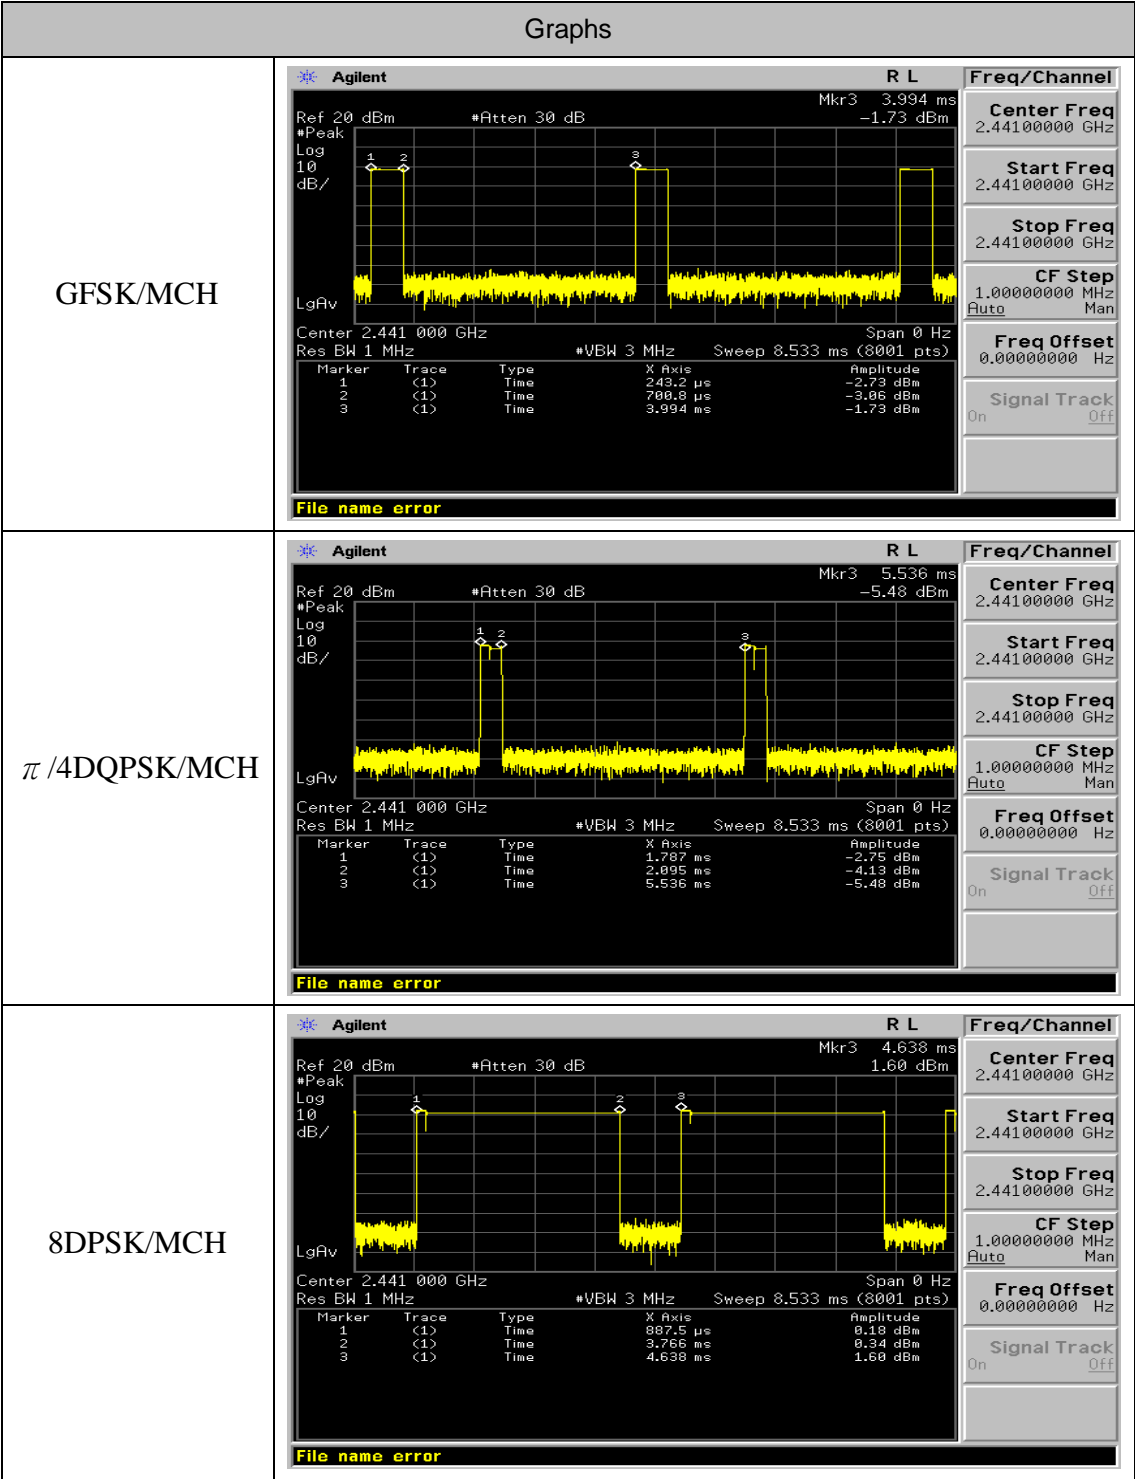 Graphs
GFSK/MCH
Agilent R L Freq/Channel
Mkr3 3.994 ms
Ref 20 dBm #Atten 30 dB -1.73 dBm
#Peak
Log
10
dB/
1 2 3
LgAv
Center 2.441 000 GHz Span 0 Hz
Res BW 1 MHz #VBW 3 MHz Sweep 8.533 ms (8001 pts)
Marker Trace Type X Axis Amplitude
1 (1) Time 243.2 µs -2.73 dBm
2 (1) Time 700.8 µs -3.06 dBm
3 (1) Time 3.994 ms -1.73 dBm
File name error
Center Freq
2.44100000 GHz
Start Freq
2.44100000 GHz
Stop Freq
2.44100000 GHz
CF Step
1.00000000 MHz
Auto Man
Freq Offset
0.00000000 Hz
Signal Track
On Off
π/4DQPSK/MCH
Agilent R L Freq/Channel
Mkr3 5.536 ms
Ref 20 dBm #Atten 30 dB -5.48 dBm
#Peak
Log
10
dB/
1 2 3
LgAv
Center 2.441 000 GHz Span 0 Hz
Res BW 1 MHz #VBW 3 MHz Sweep 8.533 ms (8001 pts)
Marker Trace Type X Axis Amplitude
1 (1) Time 1.787 ms -2.75 dBm
2 (1) Time 2.095 ms -4.13 dBm
3 (1) Time 5.536 ms -5.48 dBm
File name error
Center Freq
2.44100000 GHz
Start Freq
2.44100000 GHz
Stop Freq
2.44100000 GHz
CF Step
1.00000000 MHz
Auto Man
Freq Offset
0.00000000 Hz
Signal Track
On Off
8DPSK/MCH
Agilent R L Freq/Channel
Mkr3 4.638 ms
Ref 20 dBm #Atten 30 dB 1.60 dBm
#Peak
Log
10
dB/
1 2 3
LgAv
Center 2.441 000 GHz Span 0 Hz
Res BW 1 MHz #VBW 3 MHz Sweep 8.533 ms (8001 pts)
Marker Trace Type X Axis Amplitude
1 (1) Time 887.5 µs 0.18 dBm
2 (1) Time 3.766 ms 0.34 dBm
3 (1) Time 4.638 ms 1.60 dBm
File name error
Center Freq
2.44100000 GHz
Start Freq
2.44100000 GHz
Stop Freq
2.44100000 GHz
CF Step
1.00000000 MHz
Auto Man
Freq Offset
0.00000000 Hz
Signal Track
On Off